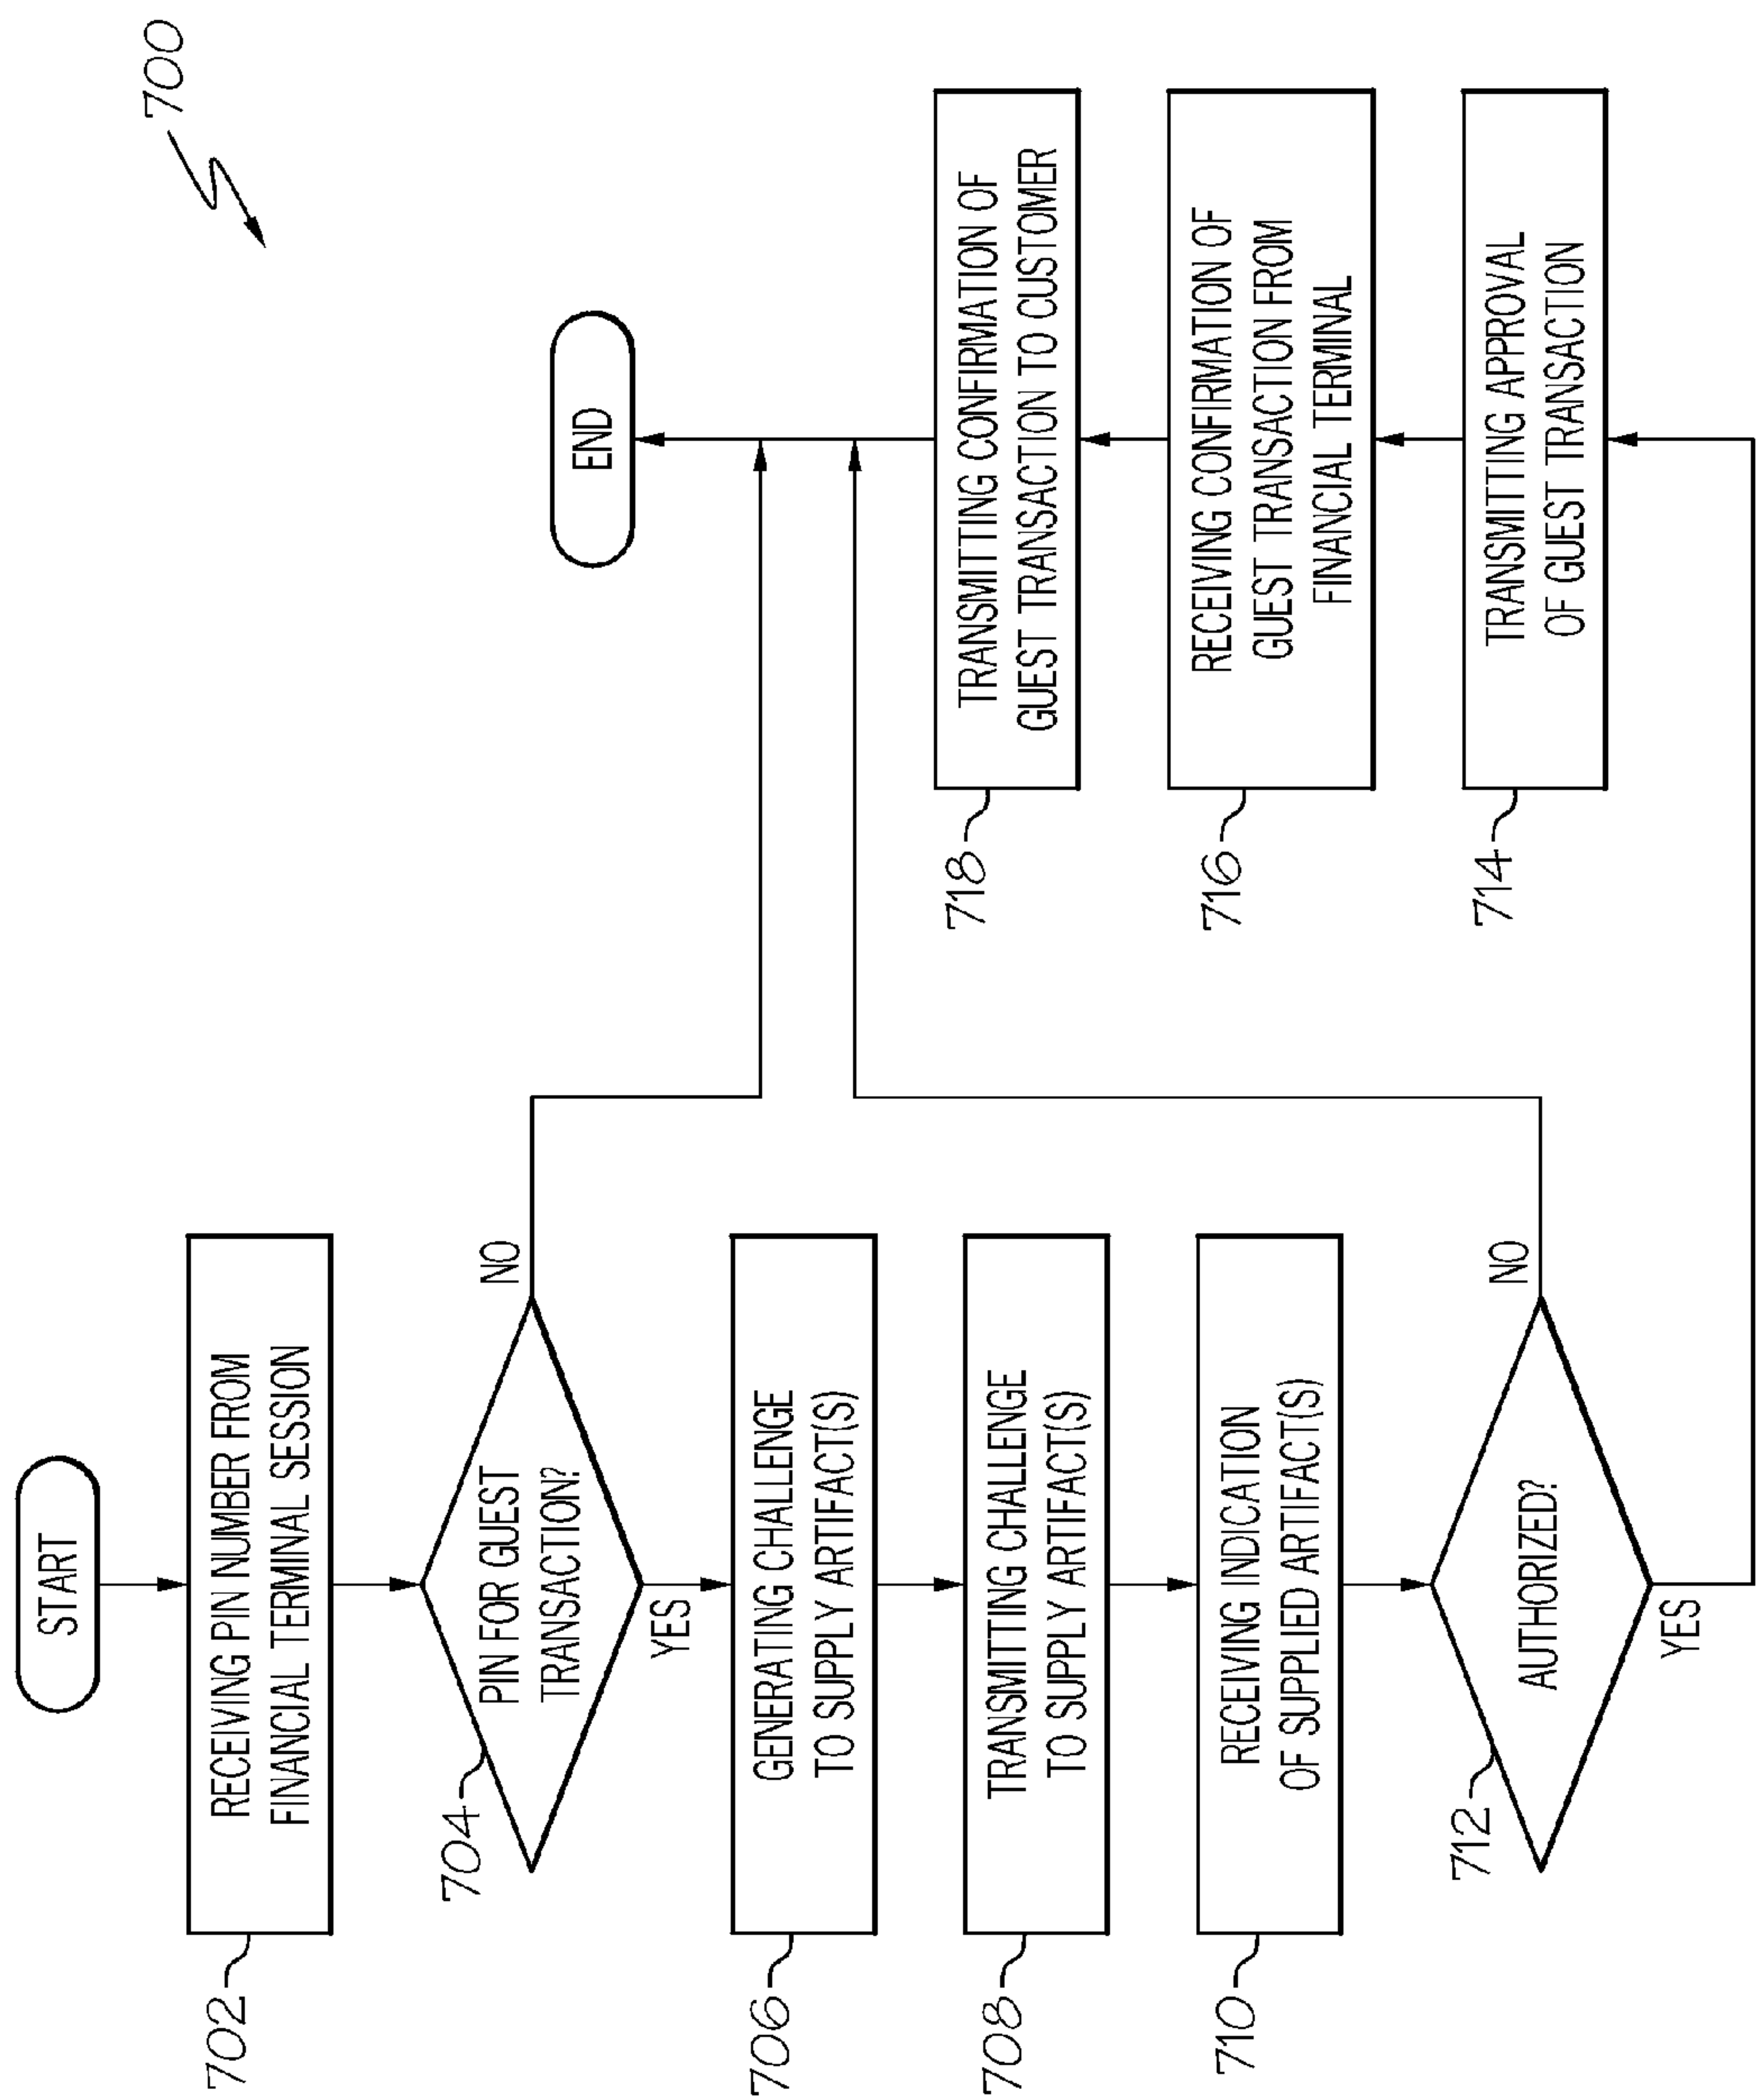 700
START
702
RECEIVING PIN NUMBER FROM
FINANCIAL TERMINAL SESSION
704
PIN FOR GUEST
TRANSACTION?
NO
YES
706
GENERATING CHALLENGE
TO SUPPLY ARTIFACT(S)
708
TRANSMITTING CHALLENGE
TO SUPPLY ARTIFACT(S)
710
RECEIVING INDICATION
OF SUPPLIED ARTIFACT(S)
712
AUTHORIZED?
NO
YES
END
718
TRANSMITTING CONFIRMATION OF
GUEST TRANSACTION TO CUSTOMER
716
RECEIVING CONFIRMATION OF
GUEST TRANSACTION FROM
FINANCIAL TERMINAL
714
TRANSMITTING APPROVAL
OF GUEST TRANSACTION